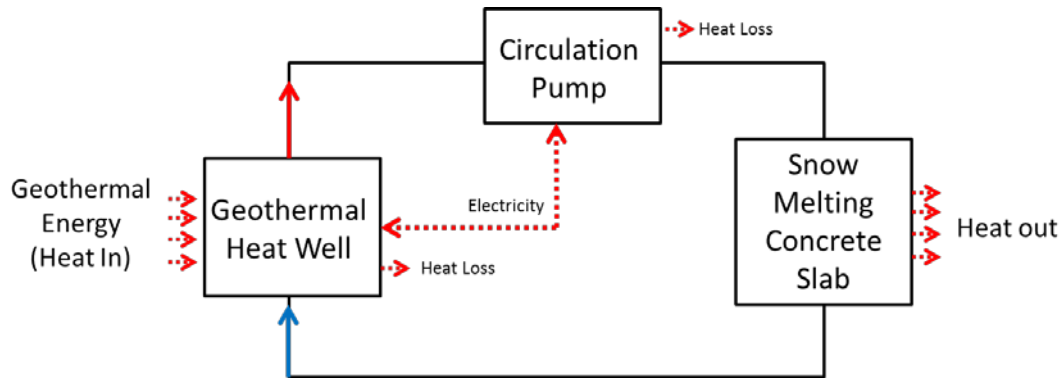 Circulation
Pump
Heat Loss
Geothermal
Energy
(Heat In)
Geothermal
Heat Well
Electricity
Heat Loss
Snow
Melting
Concrete
Slab
Heat out